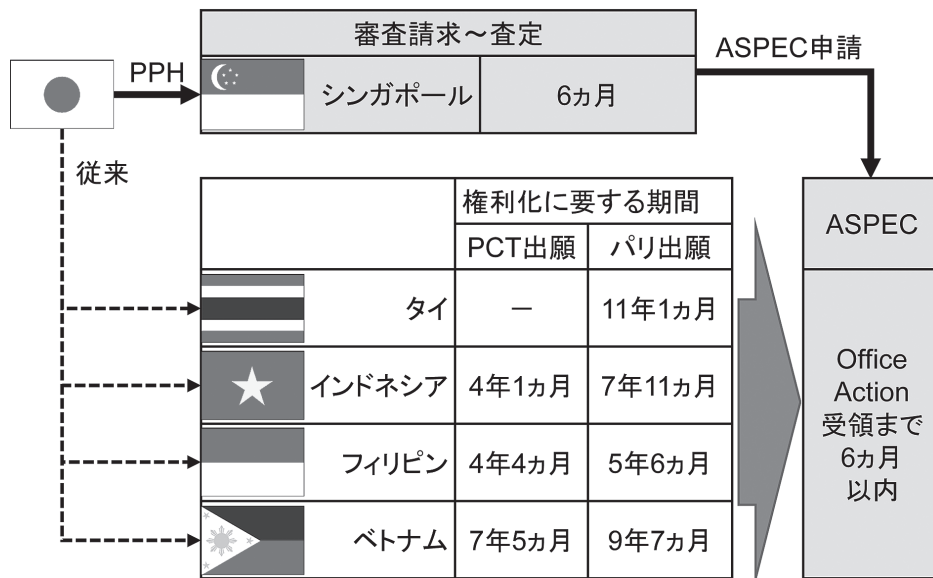 審査請求～査定
PPH
シンガポール 6ヵ月
ASPEC申請
従来
権利化に要する期間
PCT出願 パリ出願
ASPEC
タイ － 11年1ヵ月
インドネシア 4年1ヵ月 7年11ヵ月
フィリピン 4年4ヵ月 5年6ヵ月
ベトナム 7年5ヵ月 9年7ヵ月
Office
Action
受領まで
6ヵ月
以内